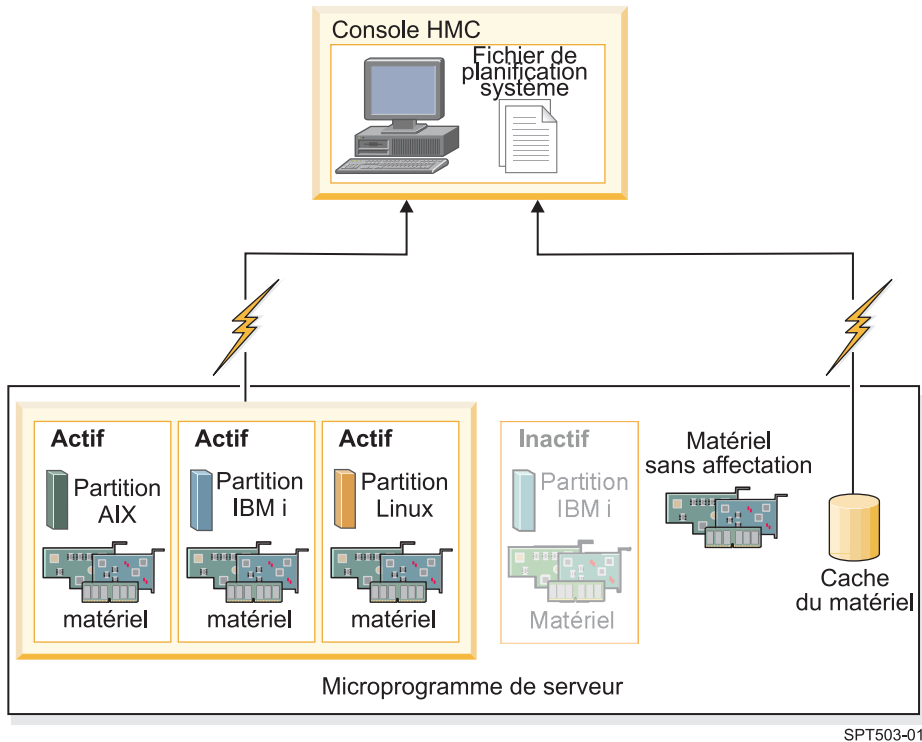 Console HMC
Fichier de
planification
système
Actif
Partition
AIX
matériel
Actif
Partition
IBM i
matériel
Actif
Partition
Linux
matériel
Inactif
Partition
IBM i
Matériel
Matériel
sans affectation
Cache
du matériel
Microprogramme de serveur
SPT503-01